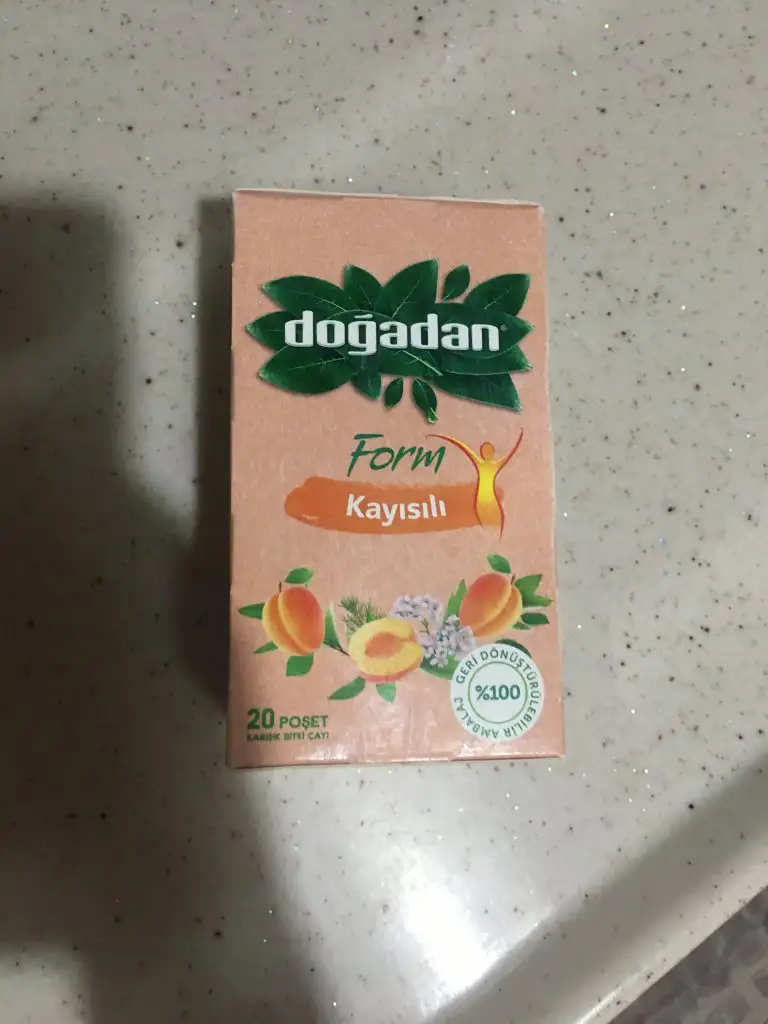 doğadan
Form
Kayısılı
20 POŞET
KARIŞIK BİTKİ ÇAYI
GERİ DÖNÜŞTÜRÜLEBİLİR AMBALAJ
%100